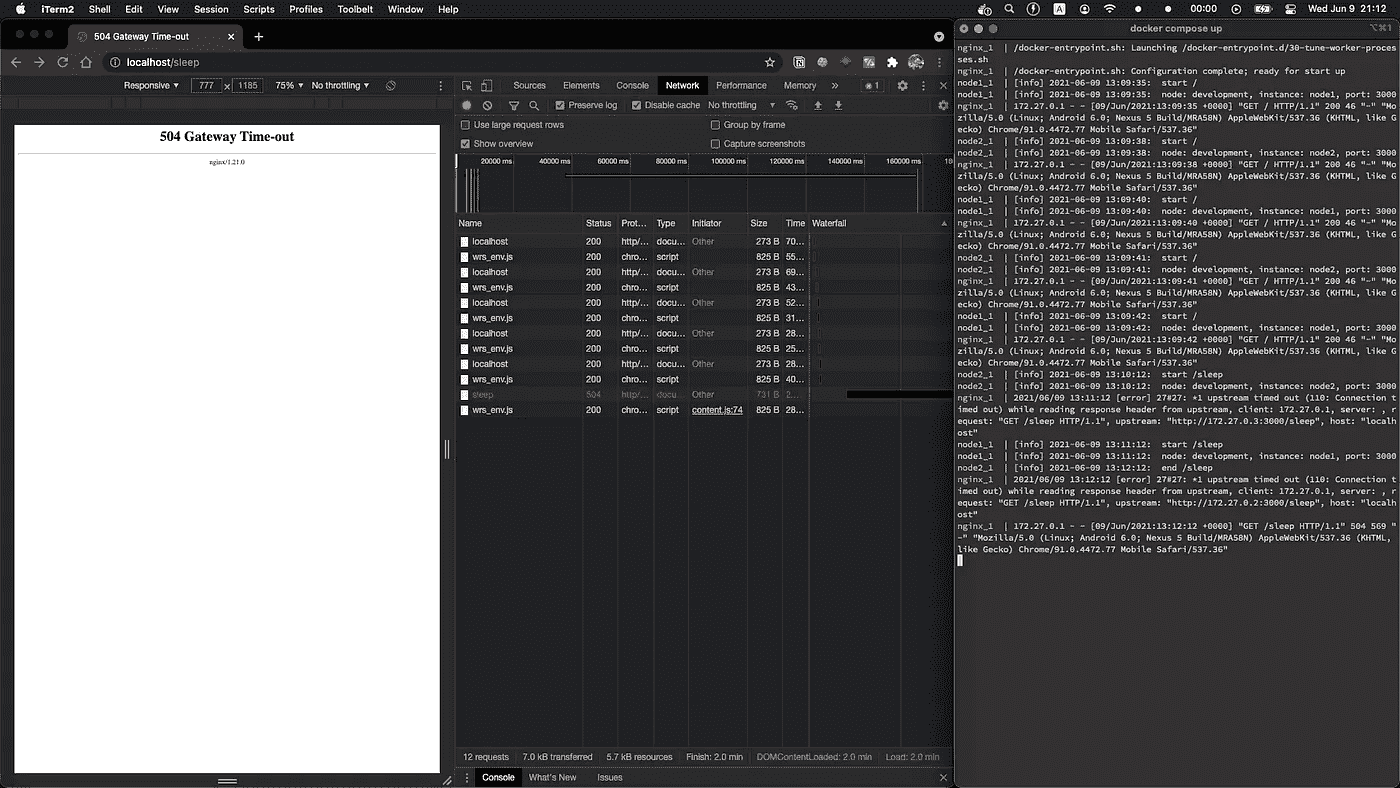 iTerm2 Shell Edit View Session Scripts Profiles Toolbelt Window Help 00:00 Wed Jun 9 21:12
504 Gateway Time-out
localhost/sleep
Responsive 777 x 1185 75% No throttling
504 Gateway Time-out
nginx/1.21.0
Sources Elements Console Network Performance Memory 1
Preserve log Disable cache No throttling
Use large request rows Group by frame
Show overview Capture screenshots
20000 ms 40000 ms 60000 ms 80000 ms 100000 ms 120000 ms 140000 ms 160000 ms
Name Status Prot... Type Initiator Size Time Waterfall
localhost 200 http/... docu... Other 273 B 70...
wrs_env.js 200 chro... script 825 B 55...
localhost 200 http/... docu... Other 273 B 69...
wrs_env.js 200 chro... script 825 B 43...
localhost 200 http/... docu... Other 273 B 52...
wrs_env.js 200 chro... script 825 B 31...
localhost 200 http/... docu... Other 273 B 28...
wrs_env.js 200 chro... script 825 B 25...
localhost 200 http/... docu... Other 273 B 28...
wrs_env.js 200 chro... script 825 B 40...
sleep 504 http/... docu... Other 731 B 2....
wrs_env.js 200 chro... script content.js:74 825 B 28...
12 requests 7.0 kB transferred 5.7 kB resources Finish: 2.0 min DOMContentLoaded: 2.0 min Load: 2.0 min
Console What's New Issues
docker compose up ⌥⌘1
nginx_1 | /docker-entrypoint.sh: Launching /docker-entrypoint.d/30-tune-worker-proces
ses.sh
nginx_1 | /docker-entrypoint.sh: Configuration complete; ready for start up
node1_1 | [info] 2021-06-09 13:09:35: start /
node1_1 | [info] 2021-06-09 13:09:35: node: development, instance: node1, port: 3000
nginx_1 | 172.27.0.1 - - [09/Jun/2021:13:09:35 +0000] "GET / HTTP/1.1" 200 46 "-" "Mo
zilla/5.0 (Linux; Android 6.0; Nexus 5 Build/MRA58N) AppleWebKit/537.36 (KHTML, like G
ecko) Chrome/91.0.4472.77 Mobile Safari/537.36"
node2_1 | [info] 2021-06-09 13:09:38: start /
node2_1 | [info] 2021-06-09 13:09:38: node: development, instance: node2, port: 3000
nginx_1 | 172.27.0.1 - - [09/Jun/2021:13:09:38 +0000] "GET / HTTP/1.1" 200 46 "-" "Mo
zilla/5.0 (Linux; Android 6.0; Nexus 5 Build/MRA58N) AppleWebKit/537.36 (KHTML, like G
ecko) Chrome/91.0.4472.77 Mobile Safari/537.36"
node1_1 | [info] 2021-06-09 13:09:40: start /
node1_1 | [info] 2021-06-09 13:09:40: node: development, instance: node1, port: 3000
nginx_1 | 172.27.0.1 - - [09/Jun/2021:13:09:40 +0000] "GET / HTTP/1.1" 200 46 "-" "Mo
zilla/5.0 (Linux; Android 6.0; Nexus 5 Build/MRA58N) AppleWebKit/537.36 (KHTML, like G
ecko) Chrome/91.0.4472.77 Mobile Safari/537.36"
node2_1 | [info] 2021-06-09 13:09:41: start /
node2_1 | [info] 2021-06-09 13:09:41: node: development, instance: node2, port: 3000
nginx_1 | 172.27.0.1 - - [09/Jun/2021:13:09:41 +0000] "GET / HTTP/1.1" 200 46 "-" "Mo
zilla/5.0 (Linux; Android 6.0; Nexus 5 Build/MRA58N) AppleWebKit/537.36 (KHTML, like G
ecko) Chrome/91.0.4472.77 Mobile Safari/537.36"
node1_1 | [info] 2021-06-09 13:09:42: start /
node1_1 | [info] 2021-06-09 13:09:42: node: development, instance: node1, port: 3000
nginx_1 | 172.27.0.1 - - [09/Jun/2021:13:09:42 +0000] "GET / HTTP/1.1" 200 46 "-" "Mo
zilla/5.0 (Linux; Android 6.0; Nexus 5 Build/MRA58N) AppleWebKit/537.36 (KHTML, like G
ecko) Chrome/91.0.4472.77 Mobile Safari/537.36"
node2_1 | [info] 2021-06-09 13:10:12: start /sleep
node2_1 | [info] 2021-06-09 13:10:12: node: development, instance: node2, port: 3000
nginx_1 | 2021/06/09 13:11:12 [error] 27#27: *1 upstream timed out (110: Connection t
imed out) while reading response header from upstream, client: 172.27.0.1, server: , r
equest: "GET /sleep HTTP/1.1", upstream: "http://172.27.0.3:3000/sleep", host: "localh
ost"
node1_1 | [info] 2021-06-09 13:11:12: start /sleep
node1_1 | [info] 2021-06-09 13:11:12: node: development, instance: node1, port: 3000
node2_1 | [info] 2021-06-09 13:12:12: end /sleep
nginx_1 | 2021/06/09 13:12:12 [error] 27#27: *1 upstream timed out (110: Connection t
imed out) while reading response header from upstream, client: 172.27.0.1, server: , r
equest: "GET /sleep HTTP/1.1", upstream: "http://172.27.0.2:3000/sleep", host: "localh
ost"
nginx_1 | 172.27.0.1 - - [09/Jun/2021:13:12:12 +0000] "GET /sleep HTTP/1.1" 504 569 "
-" "Mozilla/5.0 (Linux; Android 6.0; Nexus 5 Build/MRA58N) AppleWebKit/537.36 (KHTML,
like Gecko) Chrome/91.0.4472.77 Mobile Safari/537.36"